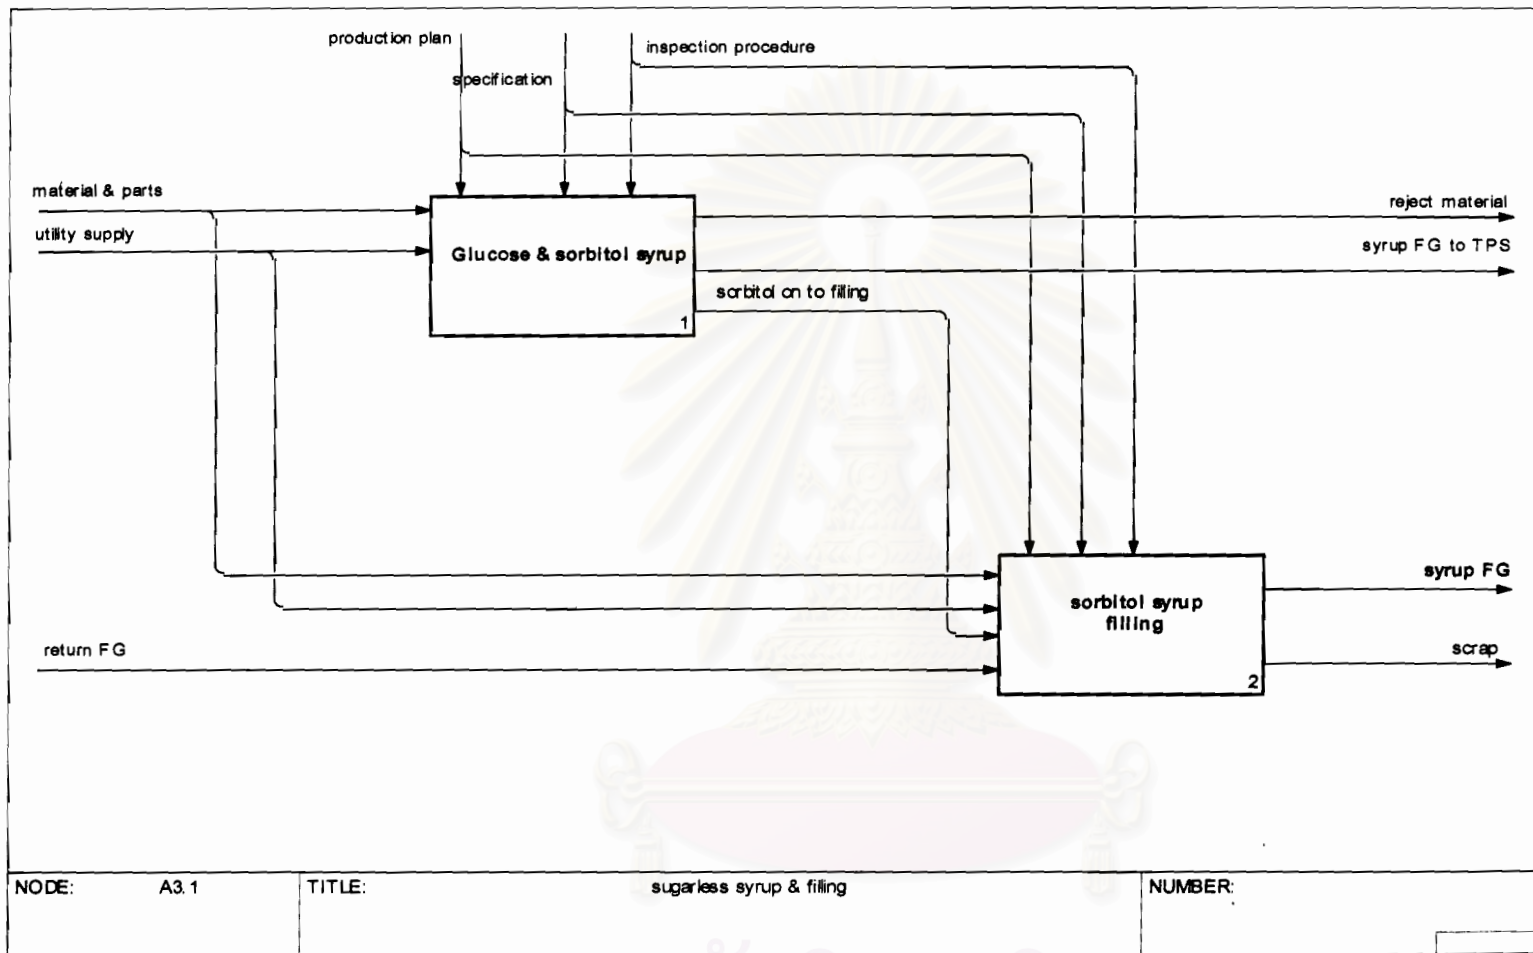 production plan
inspection procedure
specification
material & parts
reject material
utility supply
syrup FG to TPS
Glucose & sorbitol syrup
sorbitol on to filling
1
syrup FG
sorbitol syrup
filling
return FG
scrap
2
NODE: A3.1 TITLE: sugarless syrup & filing NUMBER: